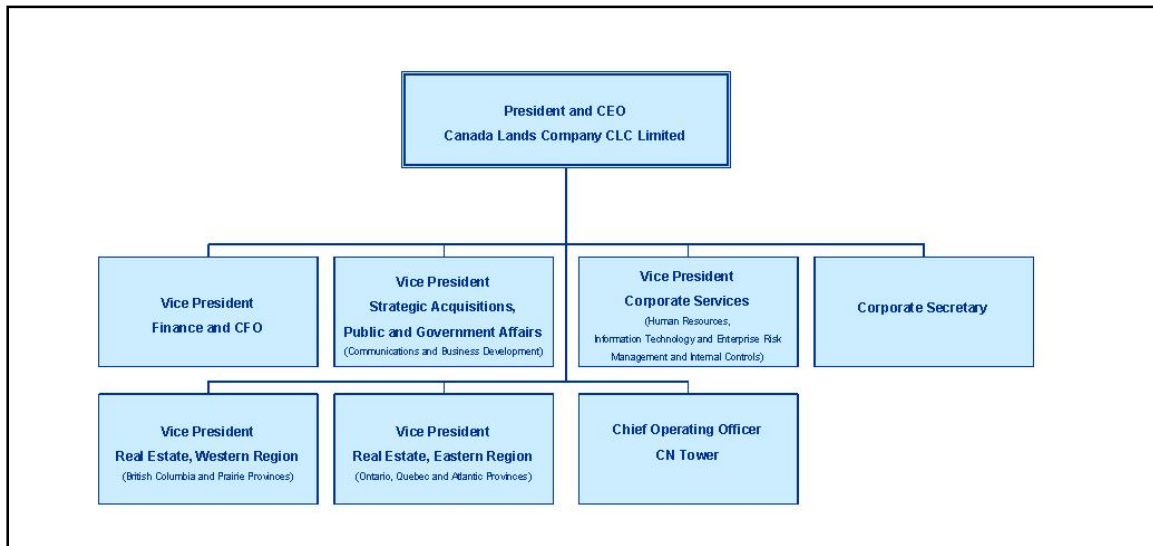 President and CEO
Canada Lands Company CLC Limited
Vice President
Finance and CFO
Vice President
Strategic Acquisitions,
Public and Government Affairs
(Communications and Business Development)
Vice President
Corporate Services
(Human Resources,
Information Technology and Enterprise Risk
Management and Internal Controls)
Corporate Secretary
Vice President
Real Estate, Western Region
(British Columbia and Prairie Provinces)
Vice President
Real Estate, Eastern Region
(Ontario, Quebec and Atlantic Provinces)
Chief Operating Officer
CN Tower